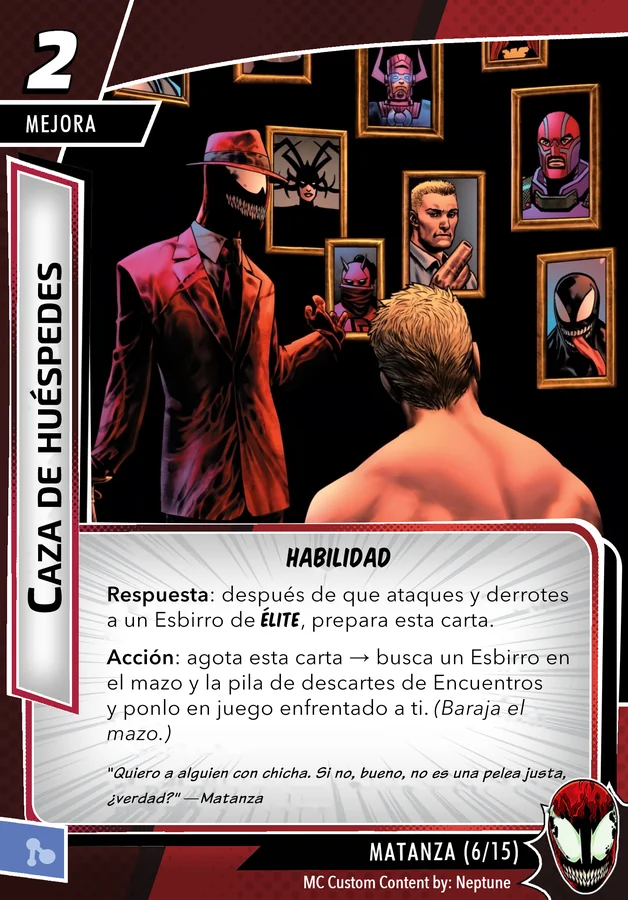 2
MEJORA
CAZA DE HUÉSPEDES
HABILIDAD
Respuesta: después de que ataques y derrotes
a un Esbirro de ÉLITE, prepara esta carta.
Acción: agota esta carta → busca un Esbirro en
el mazo y la pila de descartes de Encuentros
y ponlo en juego enfrentado a ti. (Baraja el
mazo.)
"Quiero a alguien con chicha. Si no, bueno, no es una pelea justa,
¿verdad?" —Matanza
MATANZA (6/15)
MC Custom Content by: Neptune